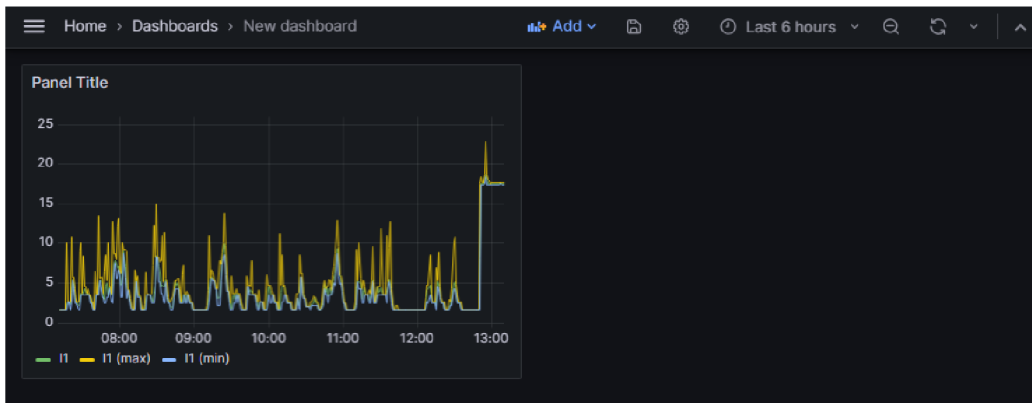 Home › Dashboards › New dashboard Add Last 6 hours
Panel Title
25
20
15
10
5
0
08:00 09:00 10:00 11:00 12:00 13:00
I1 I1 (max) I1 (min)